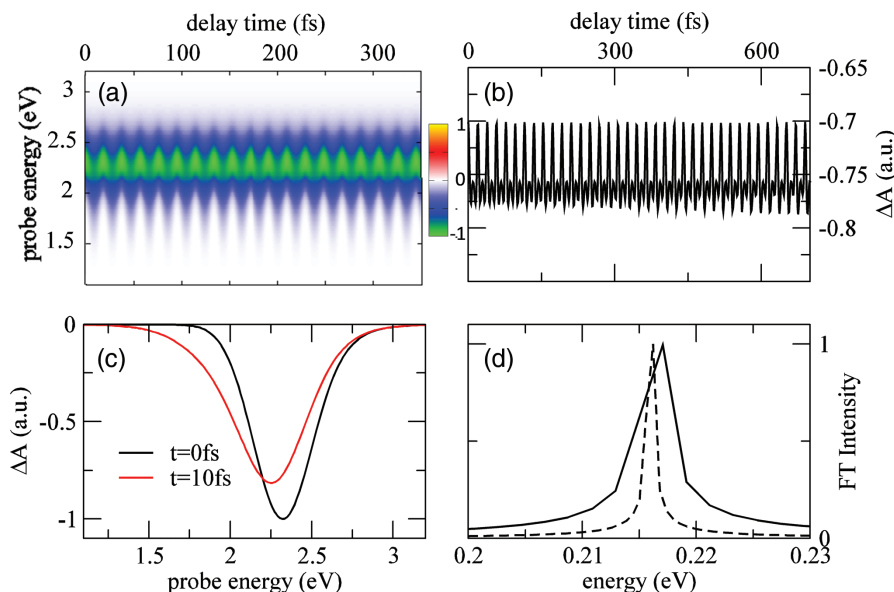 delay time (fs)
0 100 200 300
(a)
probe energy (eV)
3
2.5
2
1.5
1
0
-1
delay time (fs)
0 300 600
(b)
-0.65
-0.7
-0.75
-0.8
ΔA (a.u.)
(c)
0
-0.5
-1
ΔA (a.u.)
t=0fs
t=10fs
1.5 2 2.5 3
probe energy (eV)
(d)
1
0
FT Intensity
0.2 0.21 0.22 0.23
energy (eV)